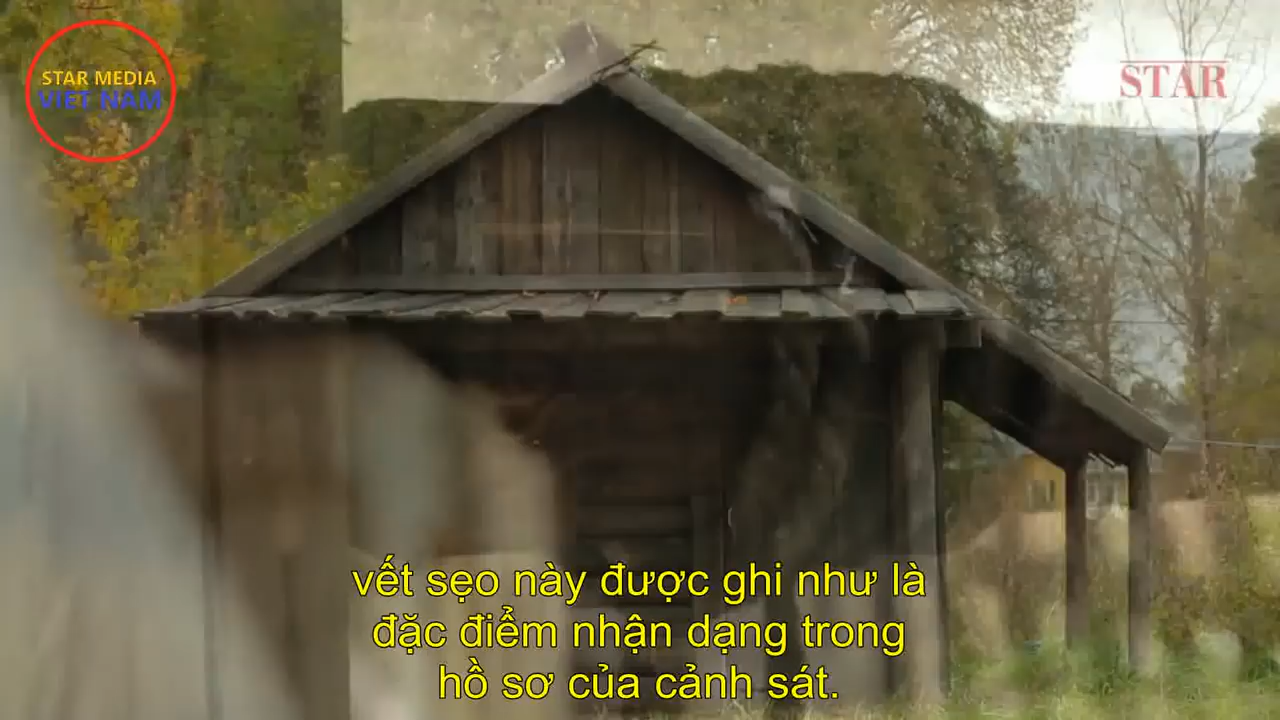 STAR MEDIA
VIET NAM
STAR
vết sẹo này được ghi như là
đặc điểm nhận dạng trong
hồ sơ của cảnh sát.